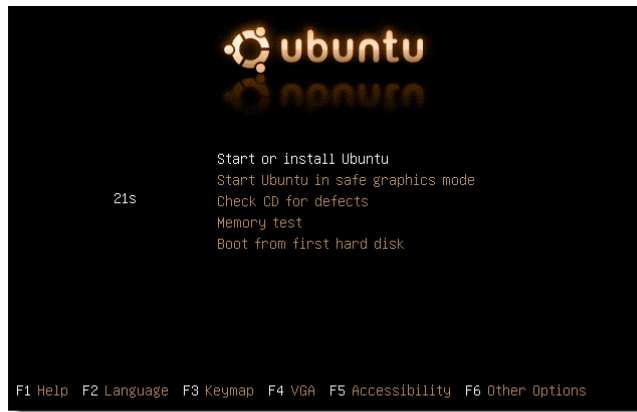 ubuntu
Start or install Ubuntu
Start Ubuntu in safe graphics mode
21s
Check CD for defects
Memory test
Boot from first hard disk
F1 Help F2 Language F3 Keymap F4 VGA F5 Accessibility F6 Other Options